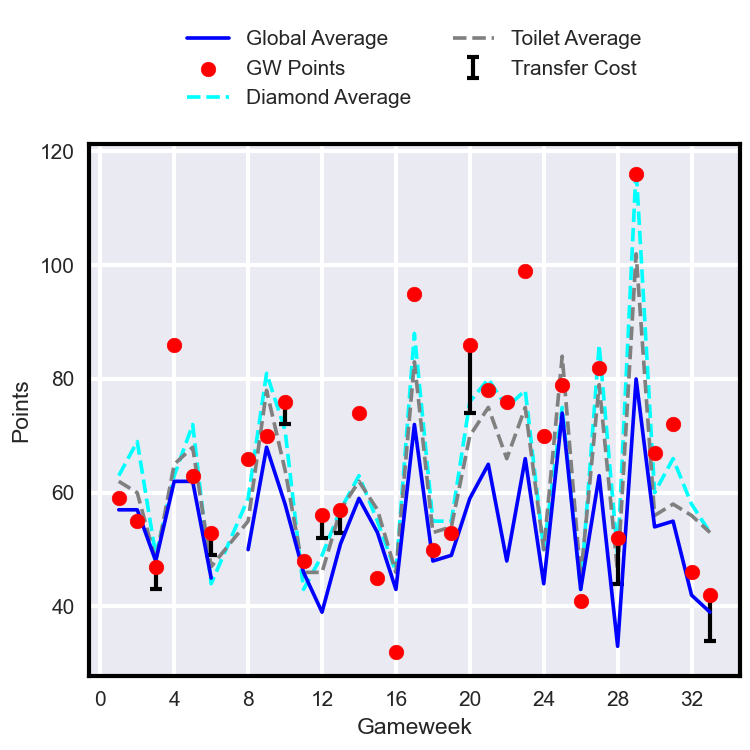 Global Average
GW Points
Diamond Average
Toilet Average
Transfer Cost
120
100
80
60
40
Points
0 4 8 12 16 20 24 28 32
Gameweek